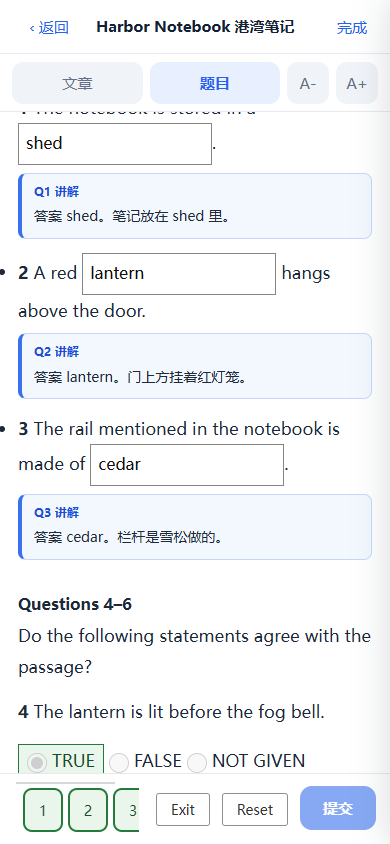 ‹ 返回 Harbor Notebook 港湾笔记 完成
文章 题目 A- A+
The notebook is stored in a
shed.
Q1 讲解
答案 shed。笔记放在 shed 里。
2 A red lantern hangs
above the door.
Q2 讲解
答案 lantern。门上方挂着红灯笼。
3 The rail mentioned in the notebook is
made of cedar.
Q3 讲解
答案 cedar。栏杆是雪松做的。
Questions 4–6
Do the following statements agree with the
passage?
4 The lantern is lit before the fog bell.
TRUE FALSE NOT GIVEN
1 2 3 Exit Reset 提交